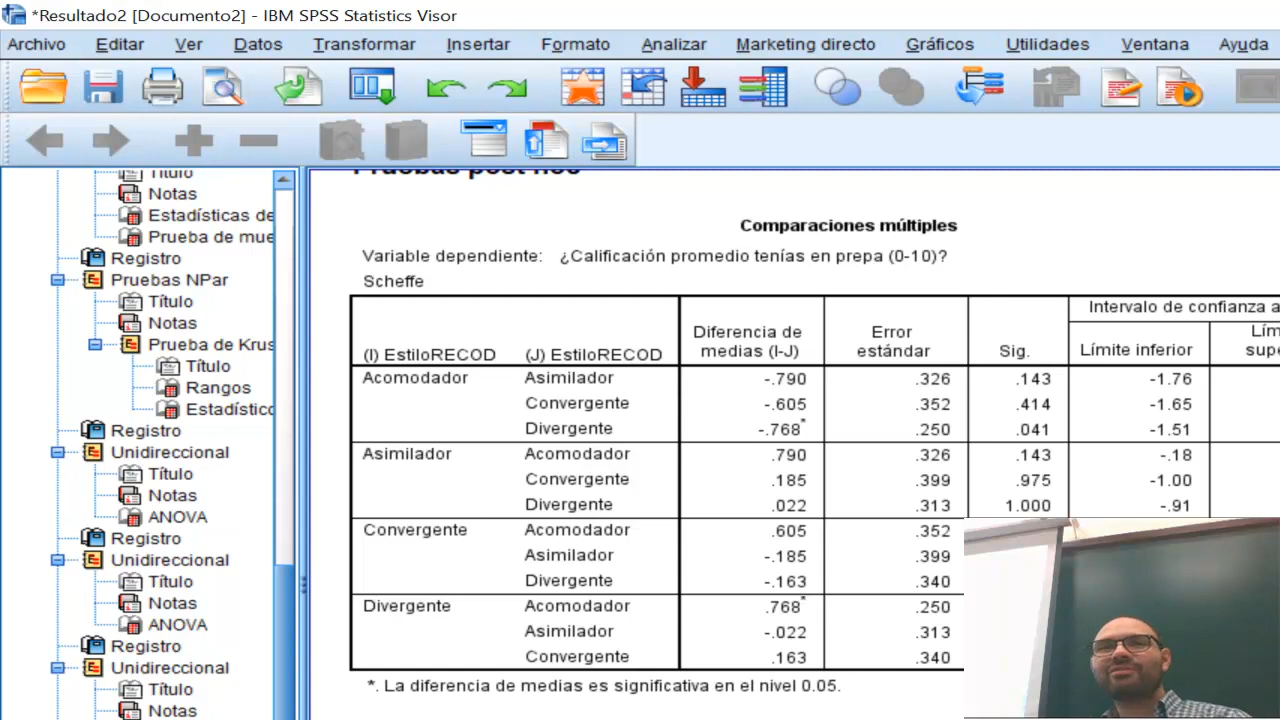 *Resultado2 [Documento2] - IBM SPSS Statistics Visor
Archivo Editar Ver Datos Transformar Insertar Formato Analizar Marketing directo Gráficos Utilidades Ventana Ayuda
Título
Notas
Estadísticas de
Prueba de mue
Registro
Pruebas NPar
Título
Notas
Prueba de Krus
Título
Rangos
Estadístico
Registro
Unidireccional
Título
Notas
ANOVA
Registro
Unidireccional
Título
Notas
ANOVA
Registro
Unidireccional
Título
Notas
Pruebas post hoc
Comparaciones múltiples
Variable dependiente: ¿Calificación promedio tenías en prepa (0-10)?
Scheffe
(I) EstiloRECOD (J) EstiloRECOD Diferencia de medias (I-J) Error estándar Sig. Intervalo de confianza a
Límite inferior Lím
supe
Acomodador Asimilador -.790 .326 .143 -1.76
Convergente -.605 .352 .414 -1.65
Divergente -.768* .250 .041 -1.51
Asimilador Acomodador .790 .326 .143 -.18
Convergente .185 .399 .975 -1.00
Divergente .022 .313 1.000 -.91
Convergente Acomodador .605 .352
Asimilador -.185 .399
Divergente -.163 .340
Divergente Acomodador .768* .250
Asimilador -.022 .313
Convergente .163 .340
*. La diferencia de medias es significativa en el nivel 0.05.